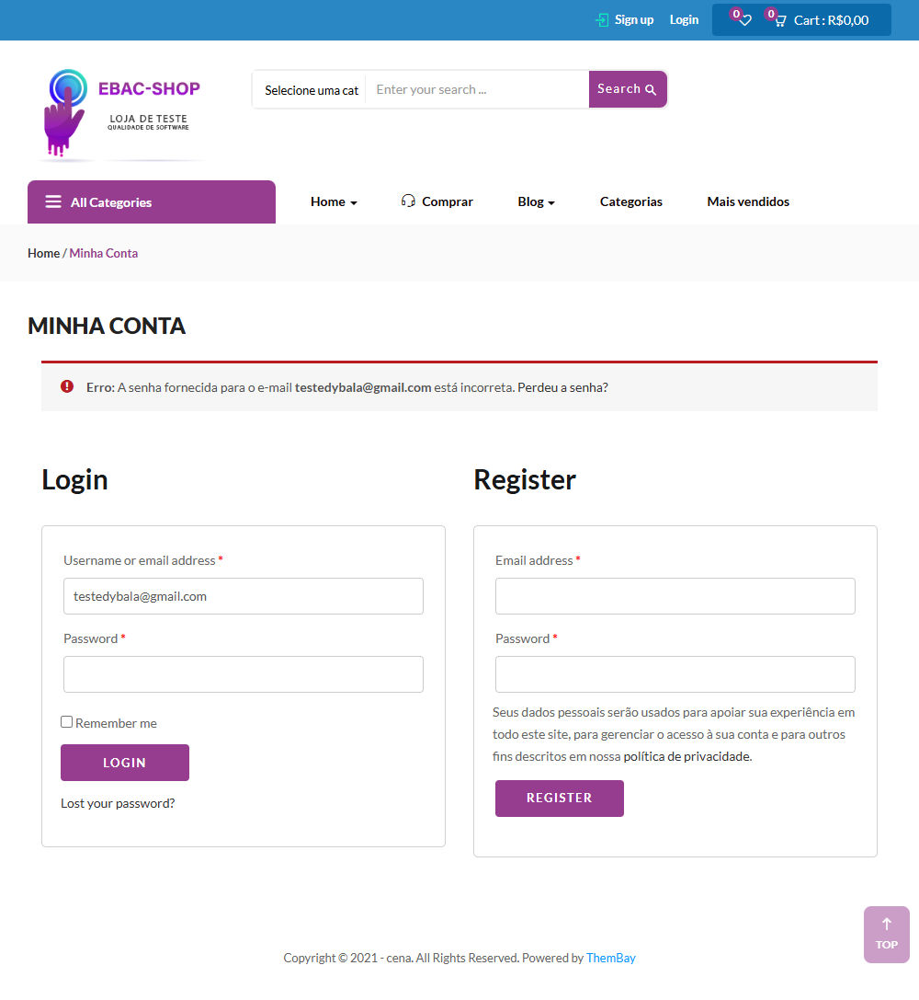 Sign up Login 0 0 Cart : R$0,00
EBAC-SHOP
LOJA DE TESTE
QUALIDADE DE SOFTWARE
Selecione uma cat Enter your search ... Search
All Categories Home Comprar Blog Categorias Mais vendidos
Home / Minha Conta
MINHA CONTA
Erro: A senha fornecida para o e-mail testedybala@gmail.com está incorreta. Perdeu a senha?
Login
Username or email address *
testedybala@gmail.com
Password *
Remember me
LOGIN
Lost your password?
Register
Email address *
Password *
Seus dados pessoais serão usados para apoiar sua experiência em
todo este site, para gerenciar o acesso à sua conta e para outros
fins descritos em nossa política de privacidade.
REGISTER
TOP
Copyright © 2021 - cena. All Rights Reserved. Powered by ThemBay